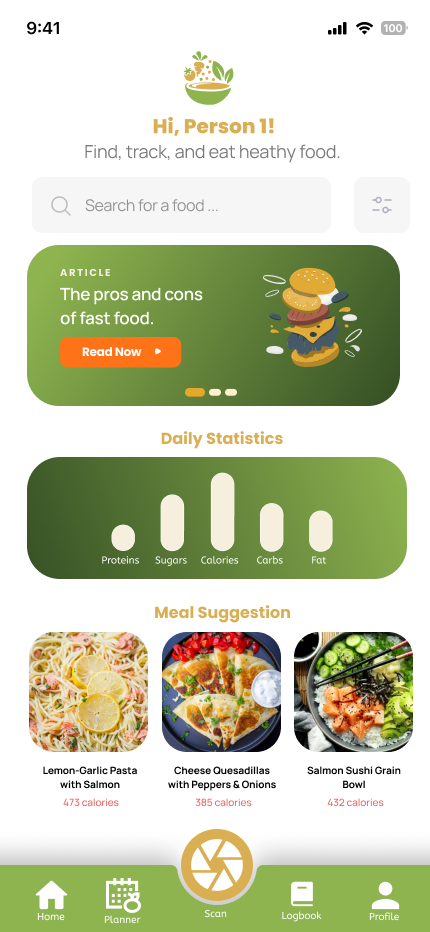 9:41
100
Hi, Person 1!
Find, track, and eat heathy food.
Search for a food ...
ARTICLE
The pros and cons
of fast food.
Read Now
Daily Statistics
Proteins Sugars Calories Carbs Fat
Meal Suggestion
Lemon-Garlic Pasta
with Salmon
473 calories
Cheese Quesadillas
with Peppers & Onions
385 calories
Salmon Sushi Grain
Bowl
432 calories
Home Planner Scan Logbook Profile